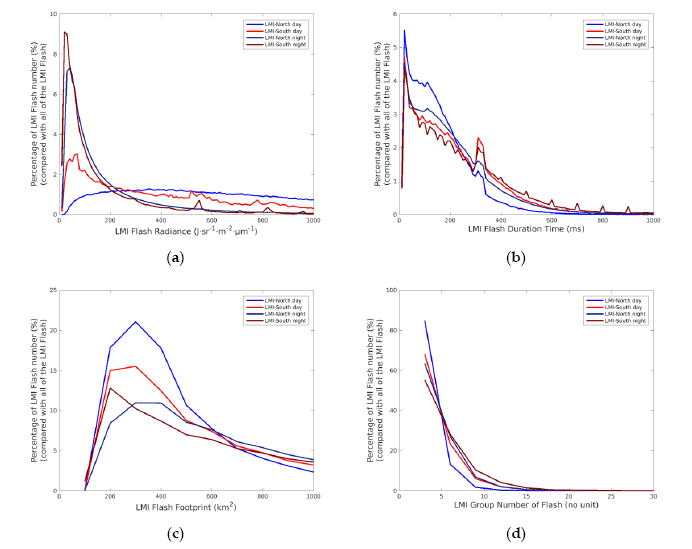 Percentage of LMI Flash number (%)
(compared with all of the LMI Flash)
10
8
6
4
2
0
0 200 400 600 800 1000
LMI-North day
LMI-South day
LMI-North night
LMI-South night
LMI Flash Radiance (J·sr⁻¹·m⁻²·μm⁻¹)
(a)
Percentage of LMI Flash number (%)
(compared with all of the LMI Flash)
6
5
4
3
2
1
0
0 200 400 600 800 1000
LMI-North day
LMI-South day
LMI-North night
LMI-South night
LMI Flash Duration Time (ms)
(b)
Percentage of LMI Flash number (%)
(compared with all of the LMI Flash)
25
20
15
10
5
0
0 200 400 600 800 1000
LMI-North day
LMI-South day
LMI-North night
LMI-South night
LMI Flash Footprint (km²)
(c)
Percentage of LMI Flash number (%)
(compared with all of the LMI Flash)
100
80
60
40
20
0
0 5 10 15 20 25 30
LMI-North day
LMI-South day
LMI-North night
LMI-South night
LMI Group Number of Flash (no unit)
(d)